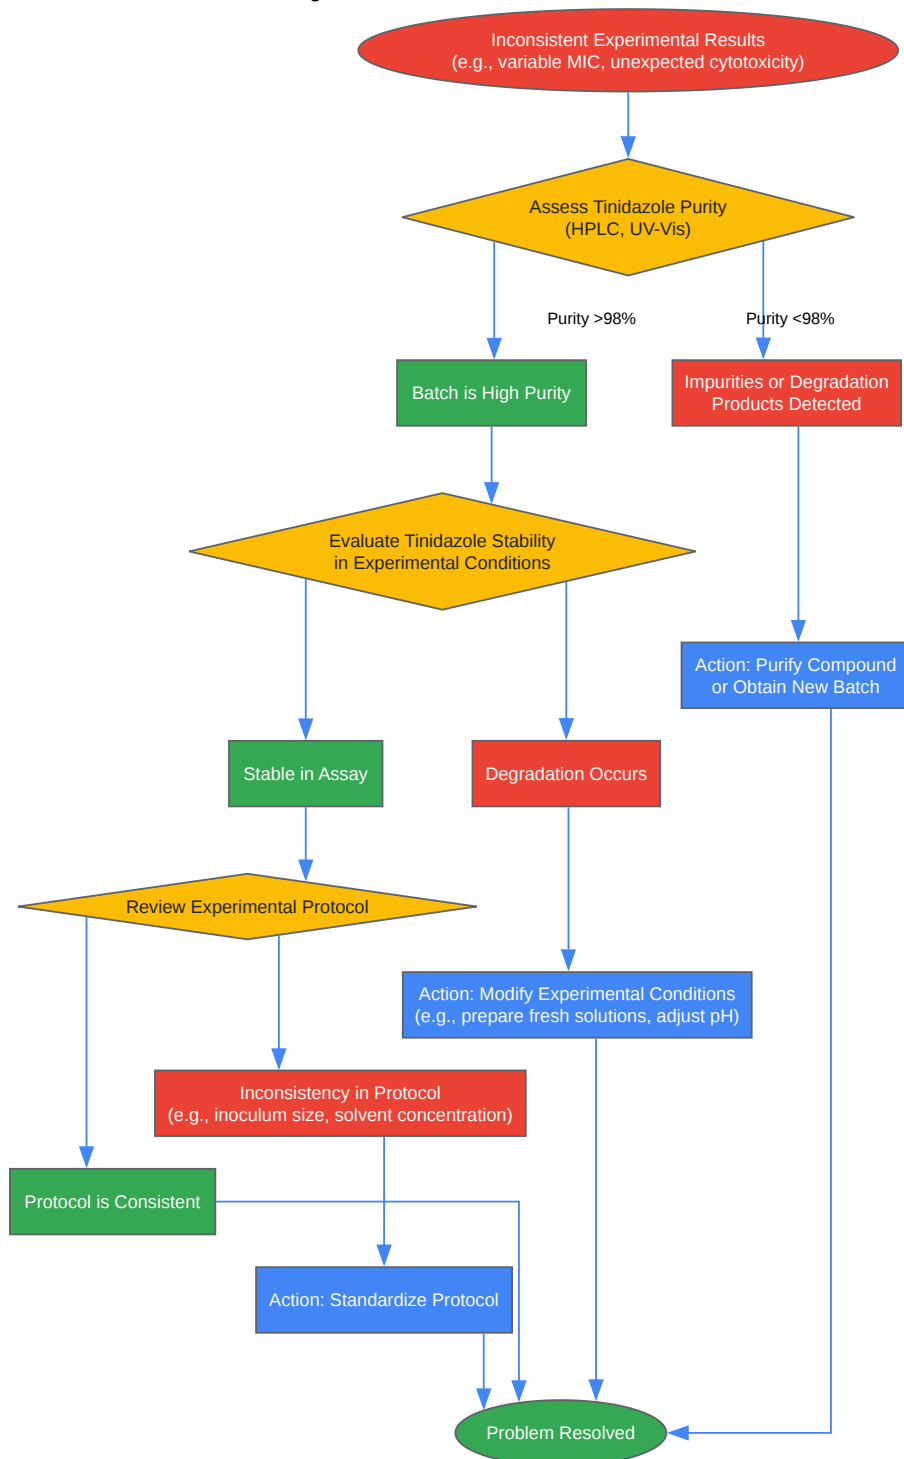 Inconsistent Experimental Results
(e.g., variable MIC, unexpected cytotoxicity)
Assess Tinidazole Purity
(HPLC, UV-Vis)
Purity >98%
Purity <98%
Batch is High Purity
Impurities or Degradation
Products Detected
Evaluate Tinidazole Stability
in Experimental Conditions
Action: Purify Compound
or Obtain New Batch
Stable in Assay
Degradation Occurs
Review Experimental Protocol
Action: Modify Experimental Conditions
(e.g., prepare fresh solutions, adjust pH)
Inconsistency in Protocol
(e.g., inoculum size, solvent concentration)
Protocol is Consistent
Action: Standardize Protocol
Problem Resolved